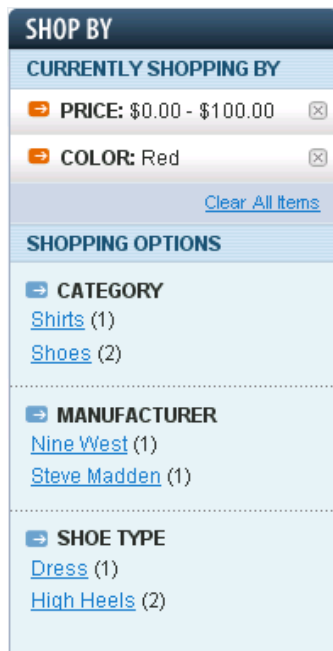 SHOP BY
CURRENTLY SHOPPING BY
PRICE: $0.00 - $100.00
COLOR: Red
Clear All Items
SHOPPING OPTIONS
CATEGORY
Shirts (1)
Shoes (2)
MANUFACTURER
Nine West (1)
Steve Madden (1)
SHOE TYPE
Dress (1)
High Heels (2)